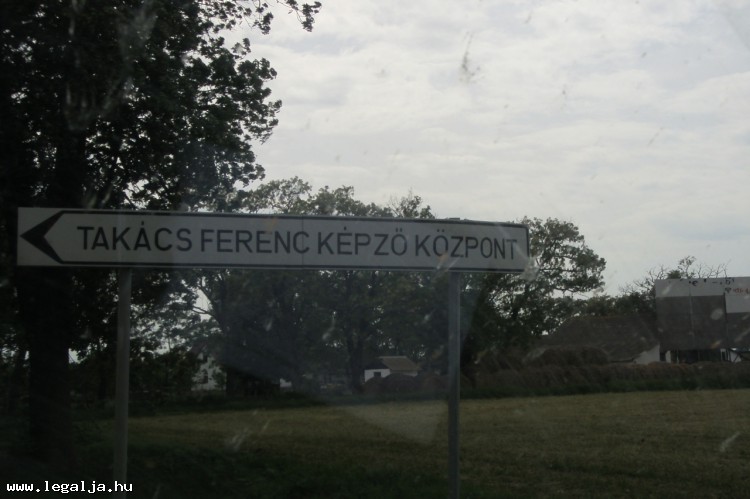 TAKÁCS FERENC KÉPZŐ KÖZPONT
www.legalja.hu